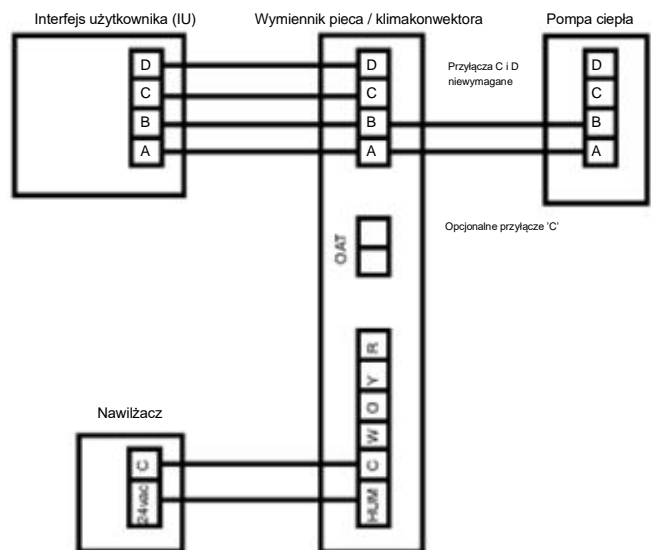 Interfejs użytkownika (IU)
Wymiennik pieca / klimakonwektora
Pompa ciepła
D
C
B
A
D
C
B
A
Przyłącza C i D
niewymagane
D
C
B
A
OAT
Opcjonalne przyłącze 'C'
R
Y
O
W
C
HUM
Nawilżacz
C
24vac